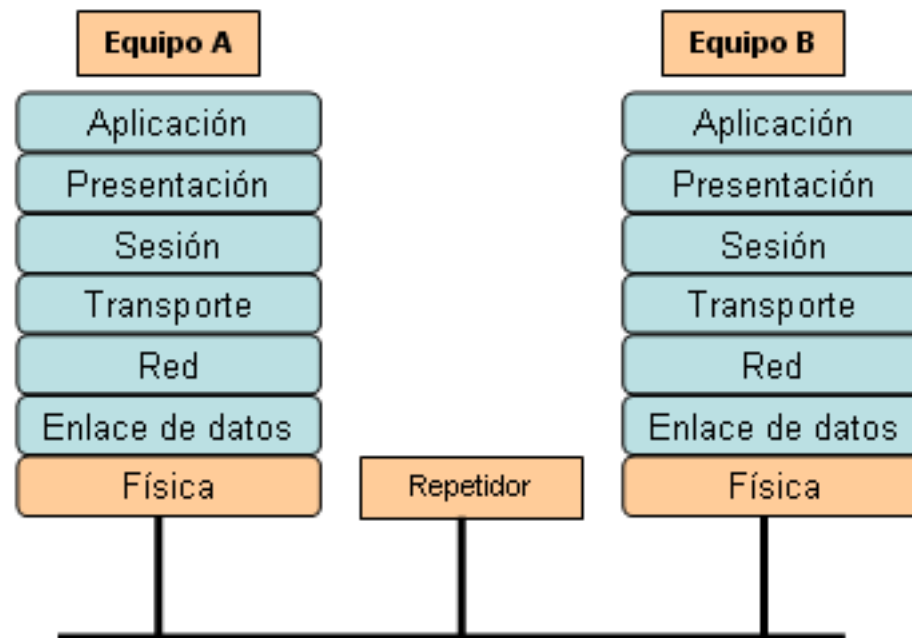 Equipo A
Equipo B
Aplicación
Presentación
Sesión
Transporte
Red
Enlace de datos
Física
Repetidor
Aplicación
Presentación
Sesión
Transporte
Red
Enlace de datos
Física